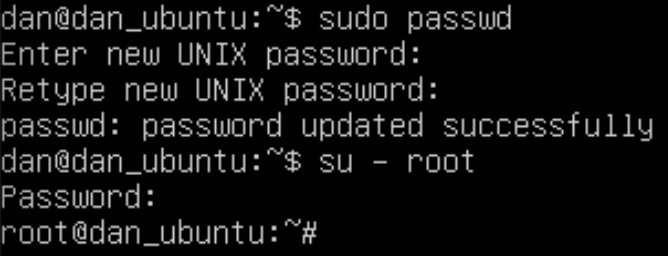 dan@dan_ubuntu:~$ sudo passwd
Enter new UNIX password:
Retype new UNIX password:
passwd: password updated successfully
dan@dan_ubuntu:~$ su - root
Password:
root@dan_ubuntu:~#